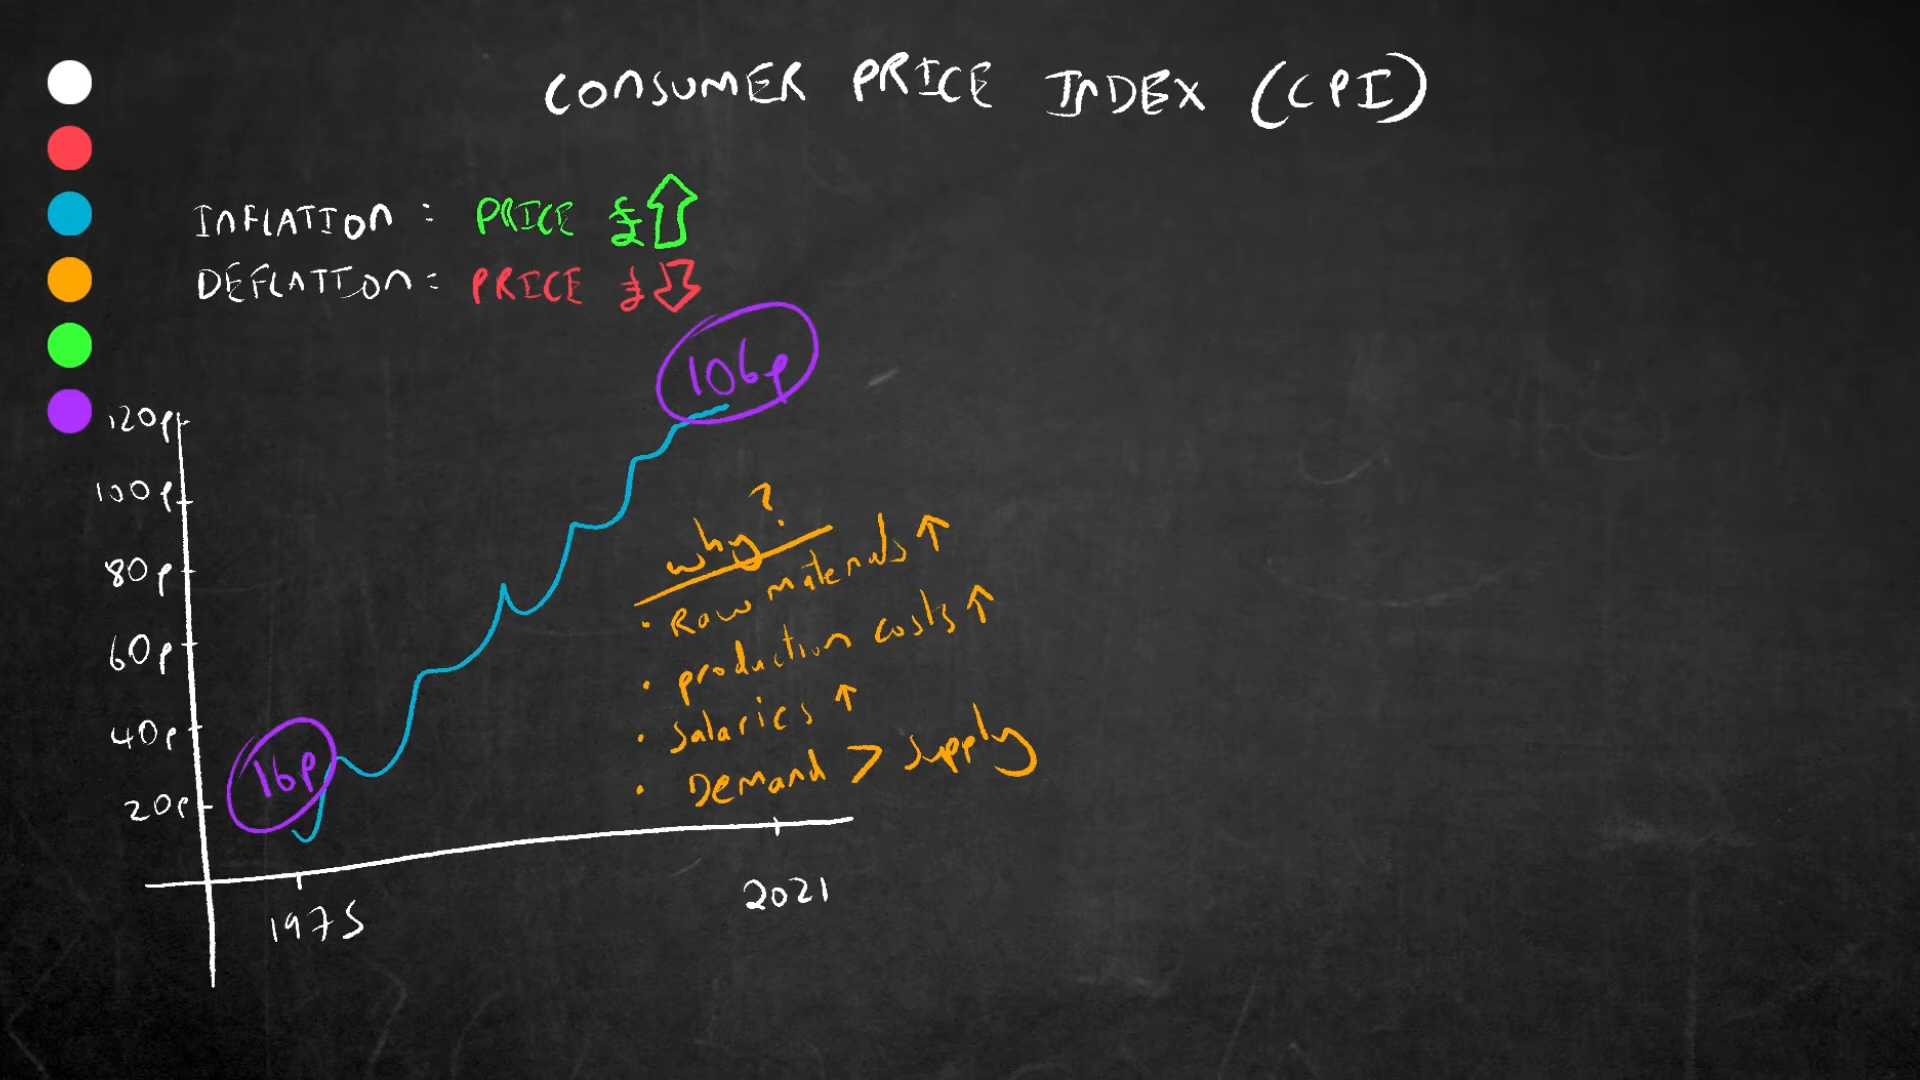 CONSUMER PRICE INDEX (CPI)
INFLATION : PRICE £
DEFLATION : PRICE £
106p
120p
100p
80p
60p
40p
20p
16p
why?
· Raw materials ↑
· production costs ↑
· salaries ↑
· Demand > supply
1975
2021